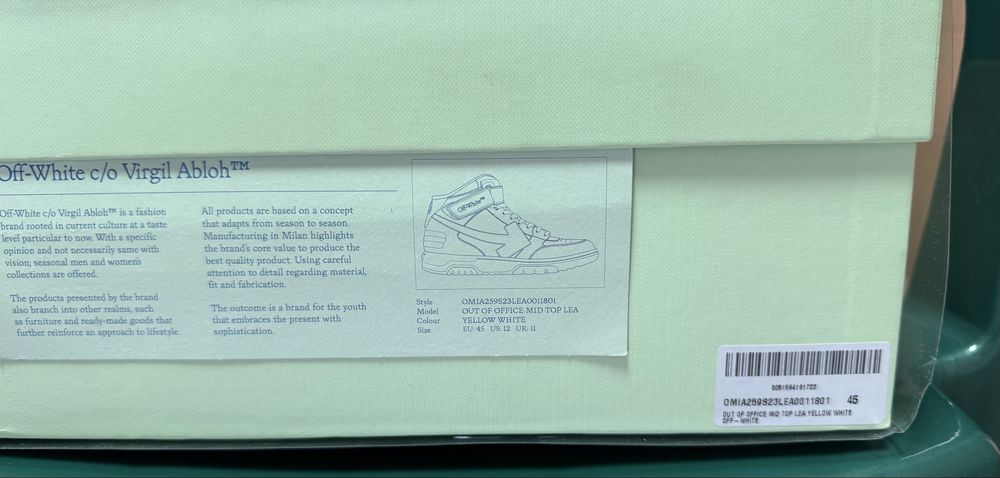 Off-White c/o Virgil Abloh™
Off-White c/o Virgil Abloh™ is a fashion
brand rooted in current culture at a taste
level particular to now. With a specific
opinion and not necessarily same with
vision; seasonal men and women's
collections are offered.
The products presented by the brand
also branch into other realms, such
as furniture and ready-made goods that
further reinforce an approach to lifestyle.
All products are based on a concept
that adapts from season to season.
Manufacturing in Milan highlights
the brand's core value to produce the
best quality product. Using careful
attention to detail regarding material,
fit and fabrication.
The outcome is a brand for the youth
that embraces the present with
sophistication.
Off-White™
Style OMIA259S23LEA0011801
Model OUT OF OFFICE MID TOP LEA
Colour YELLOW WHITE
Size EU: 45 US: 12 UK: 11
OMIA259S23LEA0011801 45
OUT OF OFFICE MID TOP LEA YELLOW WHITE
OFF-WHITE